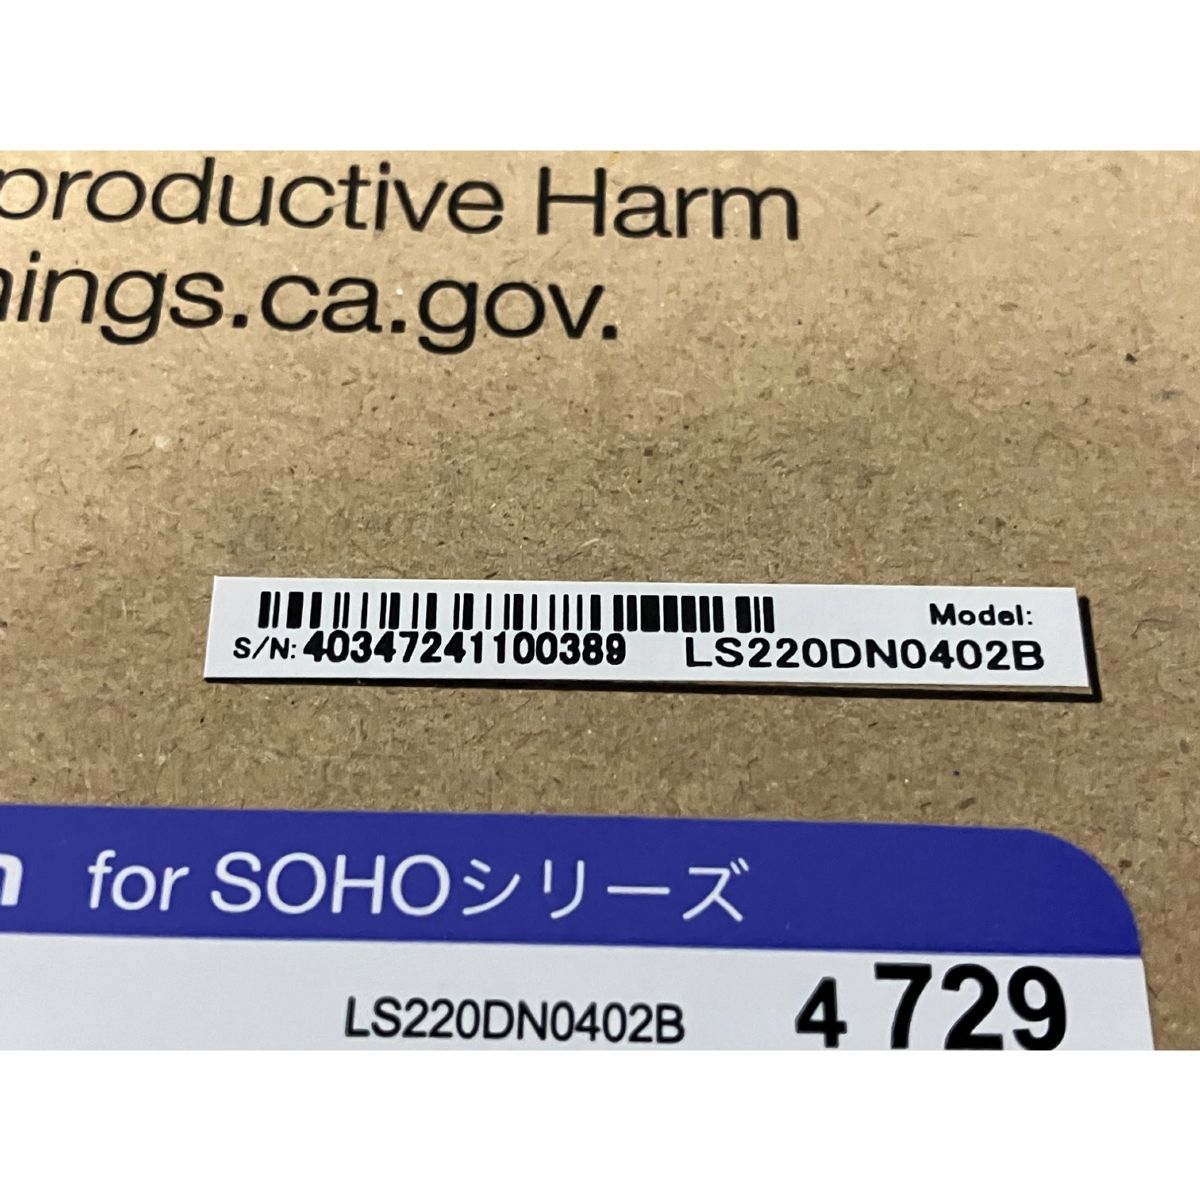 productive Harm
nings.ca.gov.
Model:
S/N: 40347241100389 LS220DN0402B
for SOHOシリーズ
LS220DN0402B 4 729